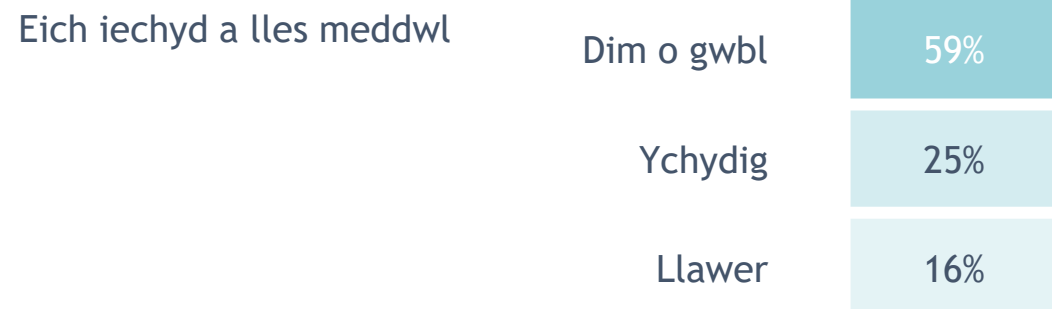 Eich iechyd a lles meddwl
Dim o gwbl 59%
Ychydig 25%
Llawer 16%